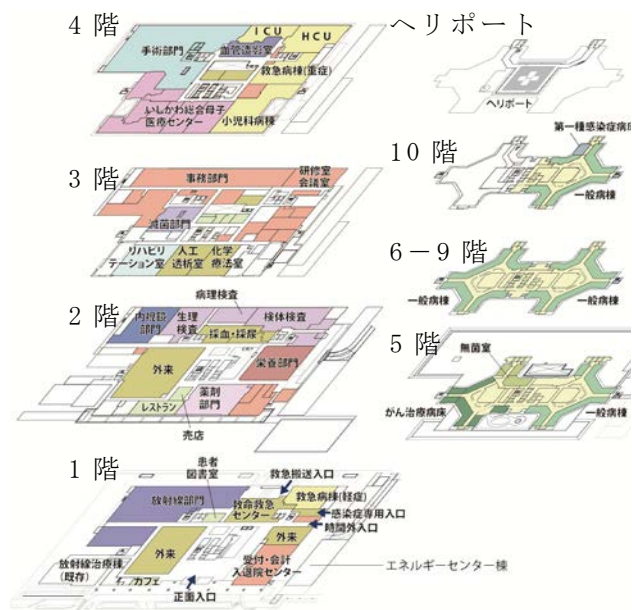 4 階
ICU
HCU
手術部門
血管造影室
救急病棟(重症)
いしかわ総合母子
医療センター
小児科病棟
3 階
事務部門
研修室
会議室
滅菌部門
リハビリ
テーション室
人工
透析室
化学
療法室
病理検査
2 階
内視鏡
部門
生理
検査
検体検査
採血・採尿
外来
栄養部門
薬剤
部門
レストラン
売店
1 階
患者
図書室
救急搬送入口
放射線部門
救命救急
センター
救急病棟(軽症)
感染症専用入口
時間外入口
外来
外来
放射線治療棟
(既存)
カフェ
受付・会計
入退院センター
正面入口
エネルギーセンター棟
ヘリポート
ヘリポート
第一種感染症病床
10 階
一般病棟
6－9 階
一般病棟
一般病棟
5 階
無菌室
がん治療病床
一般病棟